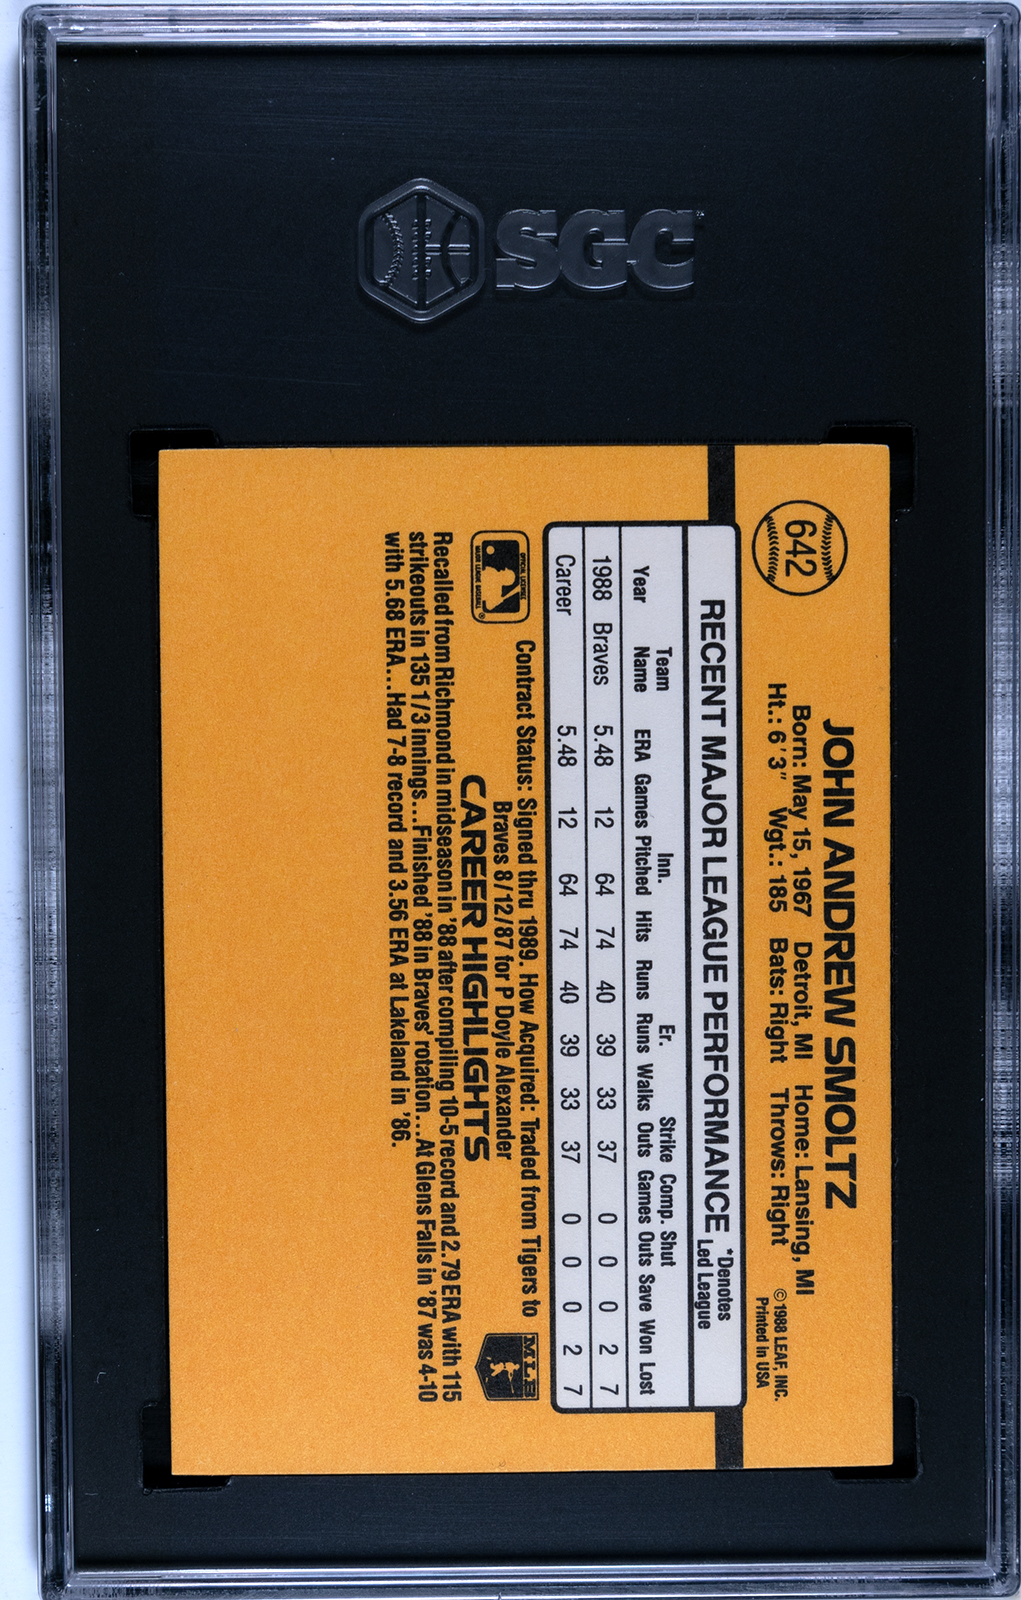 SGC
642
JOHN ANDREW SMOLTZ
Born: May 15, 1967 Detroit, MI Home: Lansing, MI
Ht.: 6'3" Wgt.: 185 Bats: Right Throws: Right
© 1988 LEAF, INC.
Printed In USA
RECENT MAJOR LEAGUE PERFORMANCE
*Denotes
Led League
Team Inn. Er. Strike Comp. Shut
Year Name ERA Games Pitched Hits Runs Runs Walks Outs Games Outs Save Won Lost
1988 Braves 5.48 12 64 74 40 39 33 37 0 0 0 2 7
Career 5.48 12 64 74 40 39 33 37 0 0 0 2 7
OFFICIAL LICENSEE
MAJOR LEAGUE BASEBALL ®
Contract Status: Signed thru 1989. How Acquired: Traded from Tigers to
Braves 8/12/87 for P Doyle Alexander
MLB
CAREER HIGHLIGHTS
Recalled from Richmond in midseason in '88 after compiling 10-5 record and 2.79 ERA with 115
strikeouts in 135 1/3 innings...Finished '88 in Braves' rotation....At Glens Falls in '87 was 4-10
with 5.68 ERA...Had 7-8 record and 3.56 ERA at Lakeland in '86.